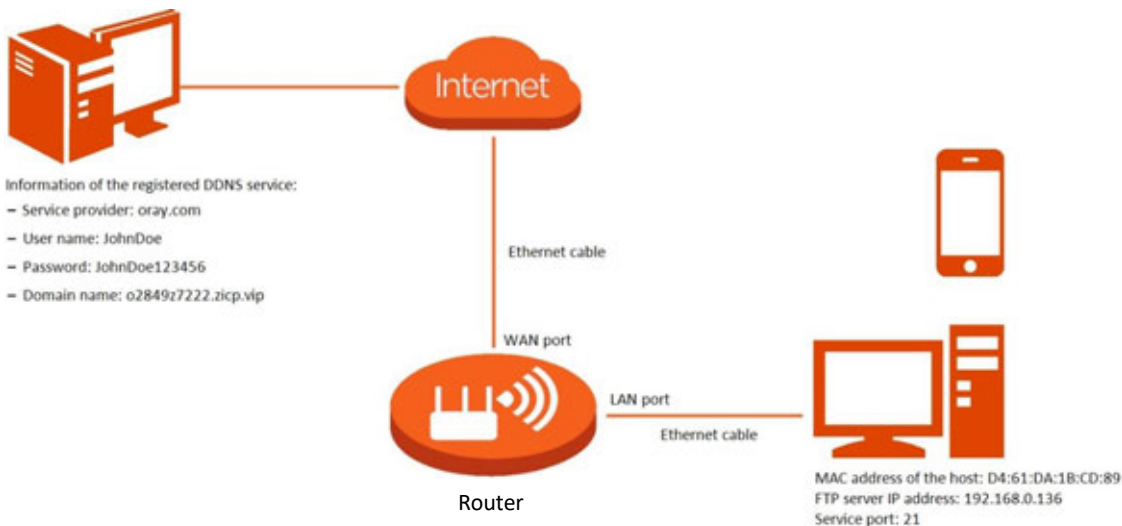 Internet
Information of the registered DDNS service:
– Service provider: oray.com
– User name: JohnDoe
– Password: JohnDoe123456
– Domain name: o2849z7222.zicp.vip
Ethernet cable
WAN port
LAN port
Ethernet cable
Router
MAC address of the host: D4:61:DA:1B:CD:89
FTP server IP address: 192.168.0.136
Service port: 21